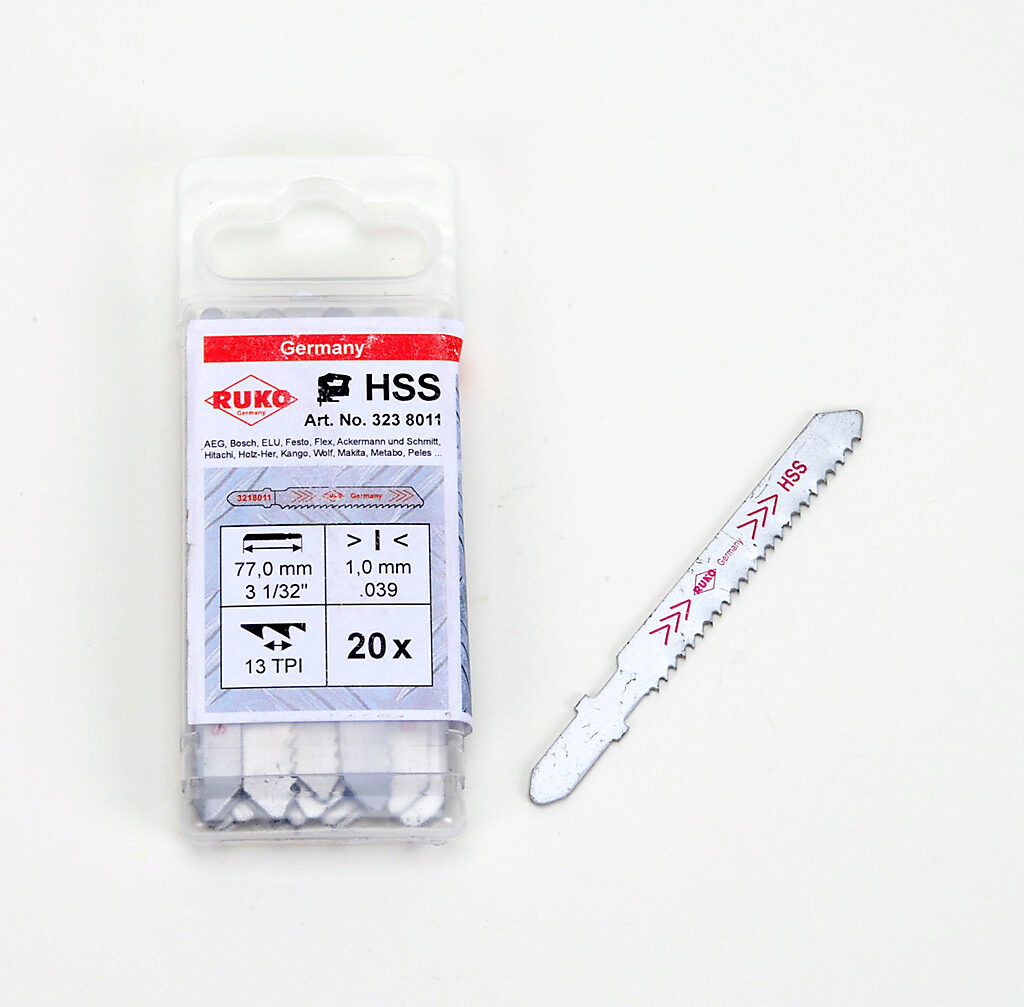 Germany
RUKO
Germany
HSS
Art. No. 323 8011
AEG, Bosch, ELU, Festo, Flex, Ackermann und Schmitt,
Hitachi, Holz-Her, Kango, Wolf, Makita, Metabo, Peles ...
3218011 >>> RUKO Germany >>>
> <
77,0 mm
3 1/32"
1,0 mm
.039
13 TPI
20 x
>>> RUKO Germany >>> HSS